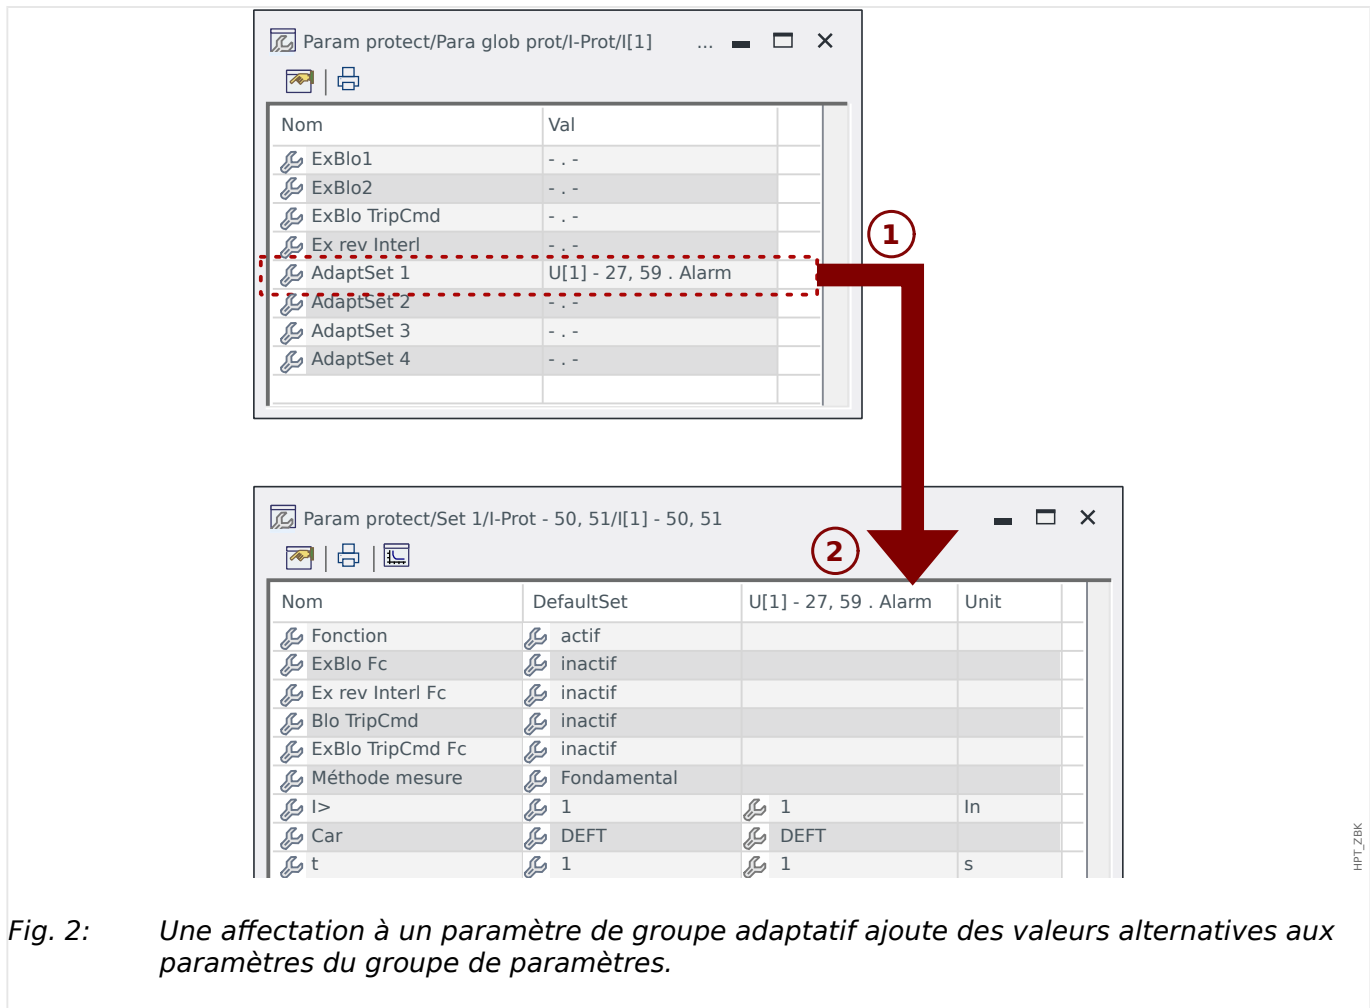 Param protect/Para glob prot/I-Prot/I[1] ...
Nom Val
ExBlo1 - . -
ExBlo2 - . -
ExBlo TripCmd - . -
Ex rev Interl - . -
AdaptSet 1 U[1] - 27, 59 . Alarm
AdaptSet 2 - . -
AdaptSet 3 - . -
AdaptSet 4 - . -
1
Param protect/Set 1/I-Prot - 50, 51/I[1] - 50, 51
2
Nom DefaultSet U[1] - 27, 59 . Alarm Unit
Fonction actif
ExBlo Fc inactif
Ex rev Interl Fc inactif
Blo TripCmd inactif
ExBlo TripCmd Fc inactif
Méthode mesure Fondamental
I> 1 1 In
Car DEFT DEFT
t 1 1 s
HPT_ZBK
Fig. 2: Une affectation à un paramètre de groupe adaptatif ajoute des valeurs alternatives aux
paramètres du groupe de paramètres.